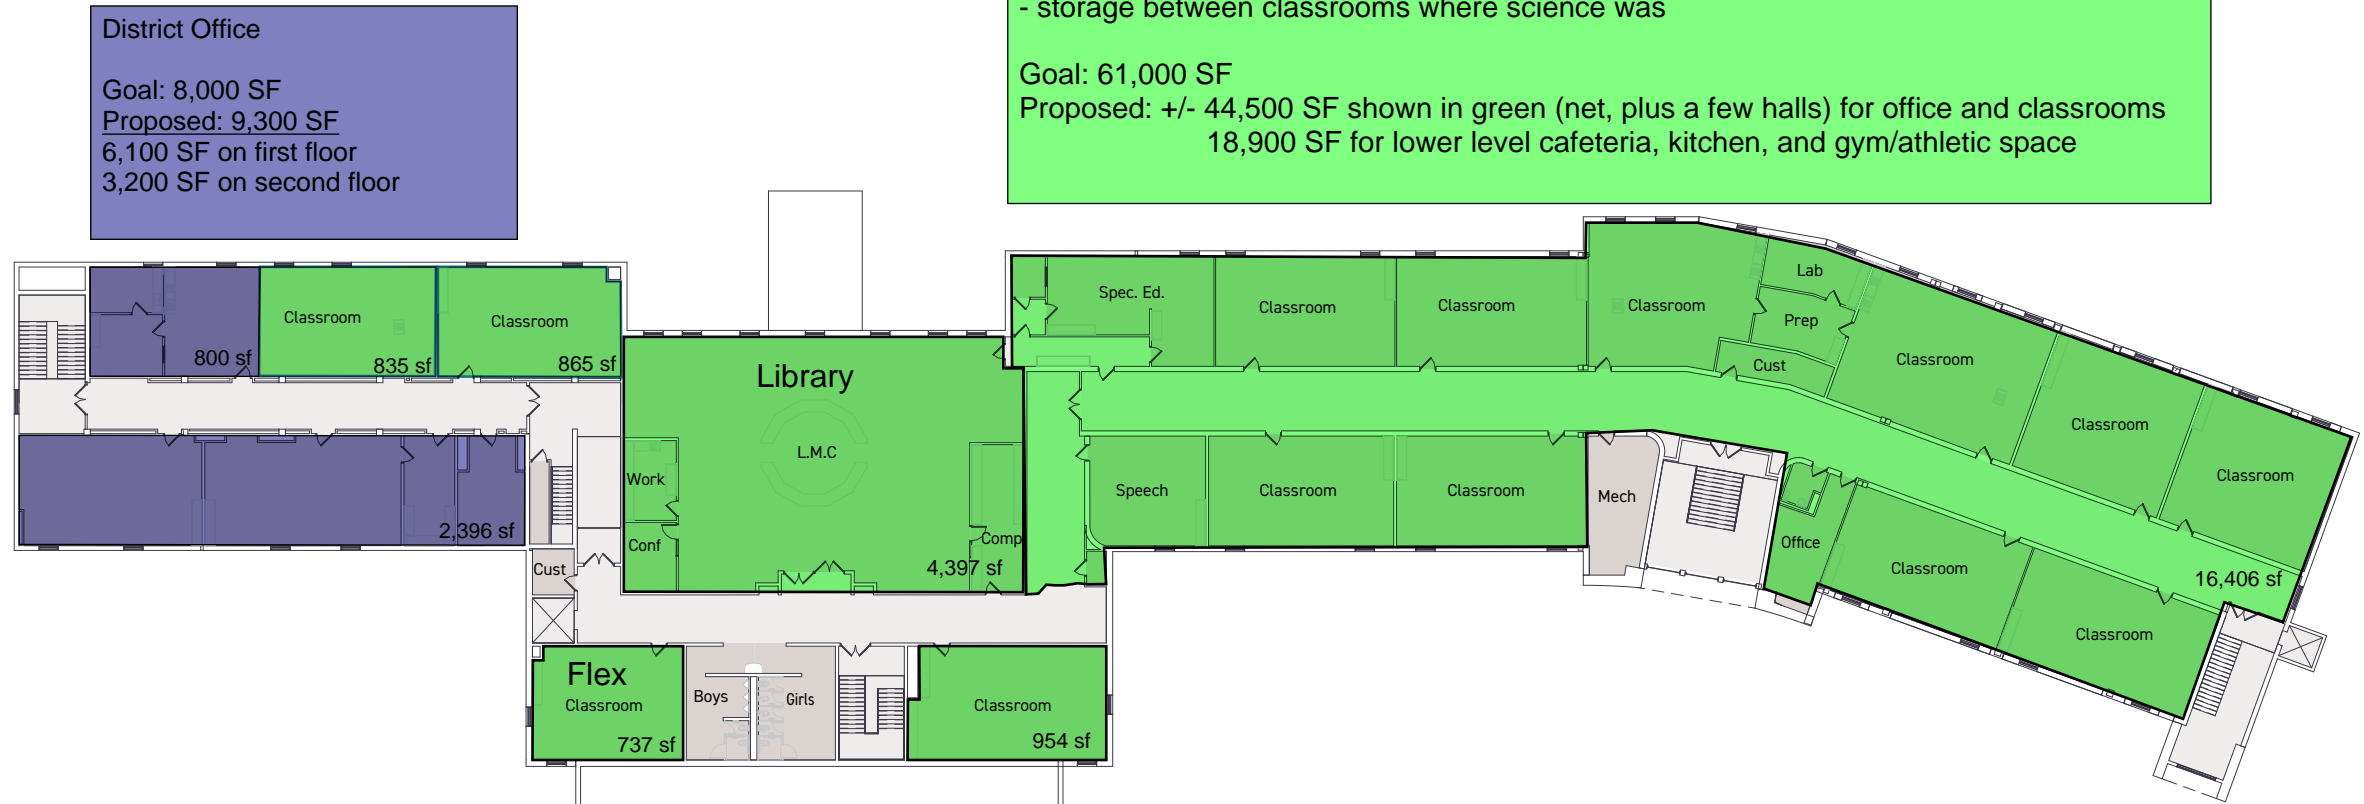 District Office
Goal: 8,000 SF
Proposed: 9,300 SF
6,100 SF on first floor
3,200 SF on second floor
- storage between classrooms where science was
Goal: 61,000 SF
Proposed: +/- 44,500 SF shown in green (net, plus a few halls) for office and classrooms
18,900 SF for lower level cafeteria, kitchen, and gym/athletic space
800 sf
Classroom
835 sf
Classroom
865 sf
2,396 sf
Library
L.M.C
Work
Conf
Comp
4,397 sf
Cust
Spec. Ed.
Classroom
Classroom
Classroom
Lab
Prep
Cust
Classroom
Classroom
Classroom
Speech
Classroom
Classroom
Mech
Office
Classroom
Classroom
16,406 sf
Flex
Classroom
737 sf
Boys
Girls
Classroom
954 sf